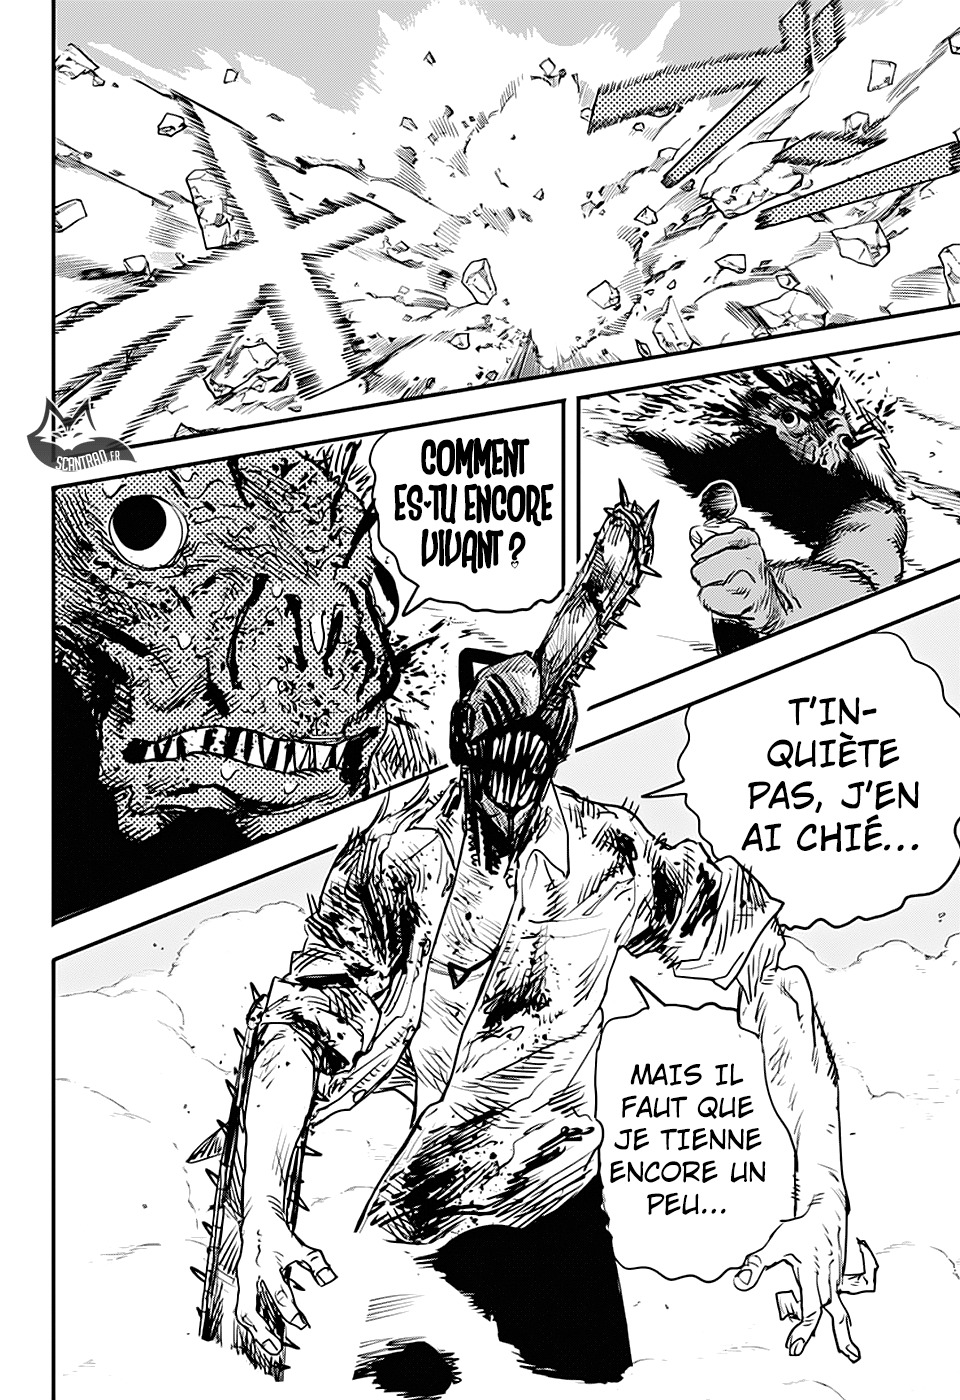 SCANTRAD.FR
COMMENT
ES-TU ENCORE
VIVANT ?
T'IN-
QUIÈTE
PAS, J'EN
AI CHIÉ...
MAIS IL
FAUT QUE
JE TIENNE
ENCORE UN
PEU...